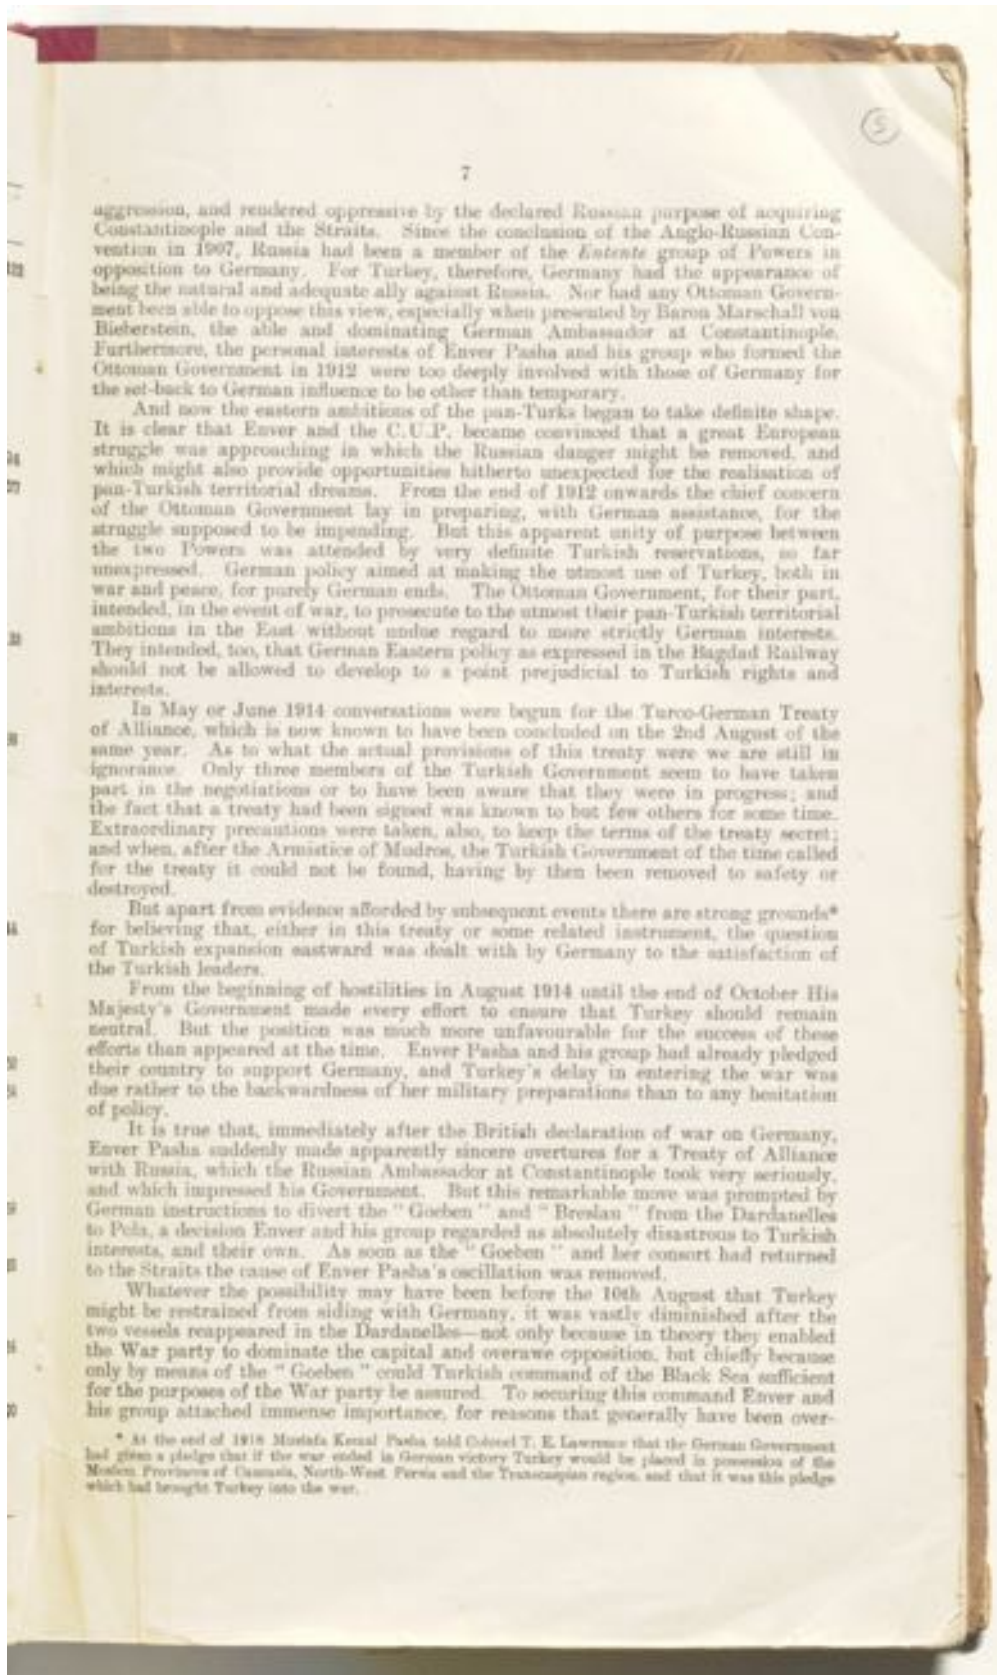 5
7
aggression, and rendered oppressive by the declared Russian purpose of acquiring
Constantinople and the Straits. Since the conclusion of the Anglo-Russian Con-
vention in 1907, Russia had been a member of the Entente group of Powers in
opposition to Germany. For Turkey, therefore, Germany had the appearance of
being the natural and adequate ally against Russia. Nor had any Ottoman Govern-
ment been able to oppose this view, especially when presented by Baron Marschall von
Bieberstein, the able and dominating German Ambassador at Constantinople.
Furthermore, the personal interests of Enver Pasha and his group who formed the
Ottoman Government in 1912 were too deeply involved with those of Germany for
the set-back to German influence to be other than temporary.
And now the eastern ambitions of the pan-Turks began to take definite shape.
It is clear that Enver and the C.U.P. became convinced that a great European
struggle was approaching in which the Russian danger might be removed, and
which might also provide opportunities hitherto unexpected for the realisation of
pan-Turkish territorial dreams. From the end of 1912 onwards the chief concern
of the Ottoman Government lay in preparing, with German assistance, for the
struggle supposed to be impending. But this apparent unity of purpose between
the two Powers was attended by very definite Turkish reservations, so far
unexpressed. German policy aimed at making the utmost use of Turkey, both in
war and peace, for purely German ends. The Ottoman Government, for their part,
intended, in the event of war, to prosecute to the utmost their pan-Turkish territorial
ambitions in the East without undue regard to more strictly German interests.
They intended, too, that German Eastern policy as expressed in the Bagdad Railway
should not be allowed to develop to a point prejudicial to Turkish rights and
interests.
In May or June 1914 conversations were begun for the Turco-German Treaty
of Alliance, which is now known to have been concluded on the 2nd August of the
same year. As to what the actual provisions of this treaty were we are still in
ignorance. Only three members of the Turkish Government seem to have taken
part in the negotiations or to have been aware that they were in progress; and
the fact that a treaty had been signed was known to but few others for some time.
Extraordinary precautions were taken, also, to keep the terms of the treaty secret;
and when, after the Armistice of Mudros, the Turkish Government of the time called
for the treaty it could not be found, having by then been removed to safety or
destroyed.
But apart from evidence afforded by subsequent events there are strong grounds*
for believing that, either in this treaty or some related instrument, the question
of Turkish expansion eastward was dealt with by Germany to the satisfaction of
the Turkish leaders.
From the beginning of hostilities in August 1914 until the end of October His
Majesty's Government made every effort to ensure that Turkey should remain
neutral. But the position was much more unfavourable for the success of these
efforts than appeared at the time. Enver Pasha and his group had already pledged
their country to support Germany, and Turkey's delay in entering the war was
due rather to the backwardness of her military preparations than to any hesitation
of policy.
It is true that, immediately after the British declaration of war on Germany,
Enver Pasha suddenly made apparently sincere overtures for a Treaty of Alliance
with Russia, which the Russian Ambassador at Constantinople took very seriously,
and which impressed his Government. But this remarkable move was prompted by
German instructions to divert the " Goeben " and " Breslau " from the Dardanelles
to Pola, a decision Enver and his group regarded as absolutely disastrous to Turkish
interests, and their own. As soon as the " Goeben " and her consort had returned
to the Straits the cause of Enver Pasha's oscillation was removed.
Whatever the possibility may have been before the 10th August that Turkey
might be restrained from siding with Germany, it was vastly diminished after the
two vessels reappeared in the Dardanelles—not only because in theory they enabled
the War party to dominate the capital and overawe opposition, but chiefly because
only by means of the " Goeben " could Turkish command of the Black Sea sufficient
for the purposes of the War party be assured. To securing this command Enver and
his group attached immense importance, for reasons that generally have been over-
* At the end of 1918 Mustafa Kemal Pasha told Colonel T. E. Lawrence that the German Government
had given a pledge that if the war ended in German victory Turkey would be placed in possession of the
Moslem Provinces of Caucasia, North-West Persia and the Transcaspian region, and that it was this pledge
which had brought Turkey into the war.